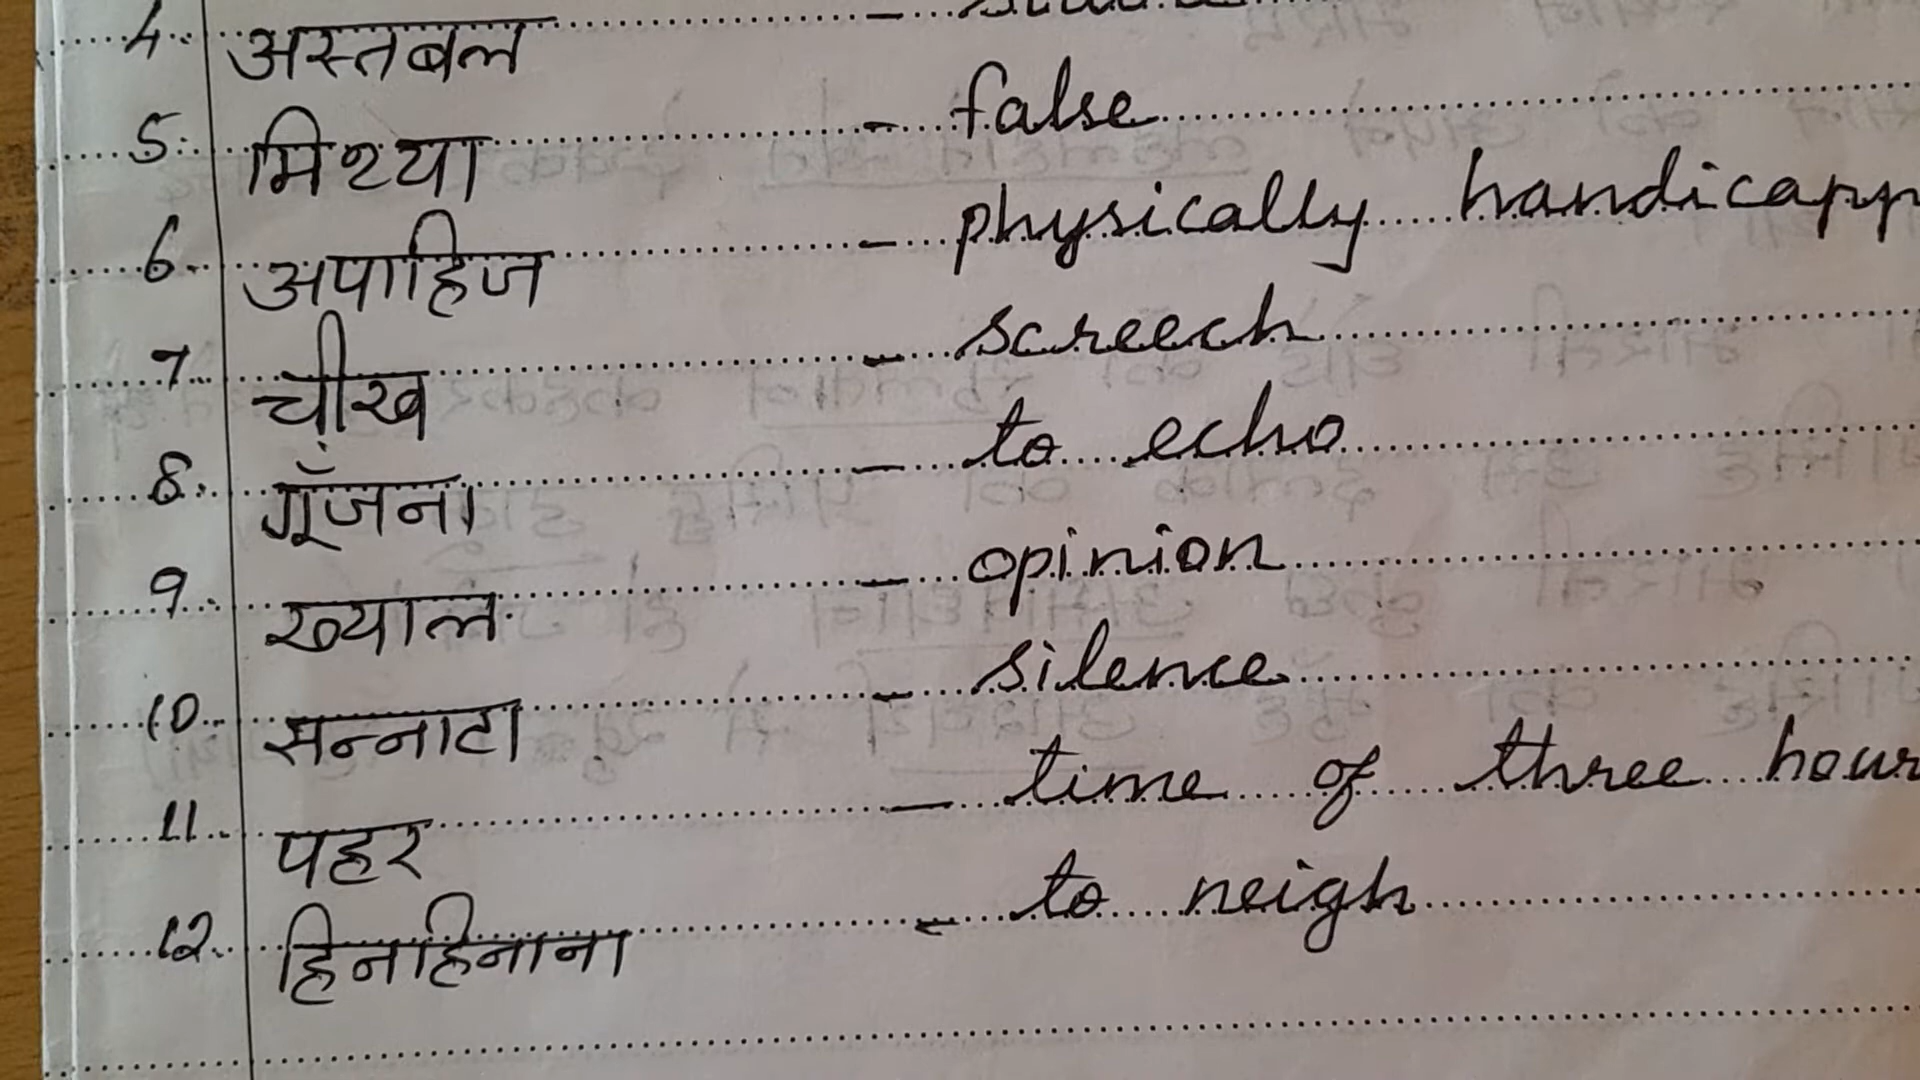 4. अस्तबल -
5. मिथ्या - false
6. अपाहिज - physically handicapp
7. चीख - screech
8. गूँजना - to echo
9. ख्याल - opinion
10. सन्नाटा - silence
11. पहर - time of three hour
12. हिनहिनाना - to neigh